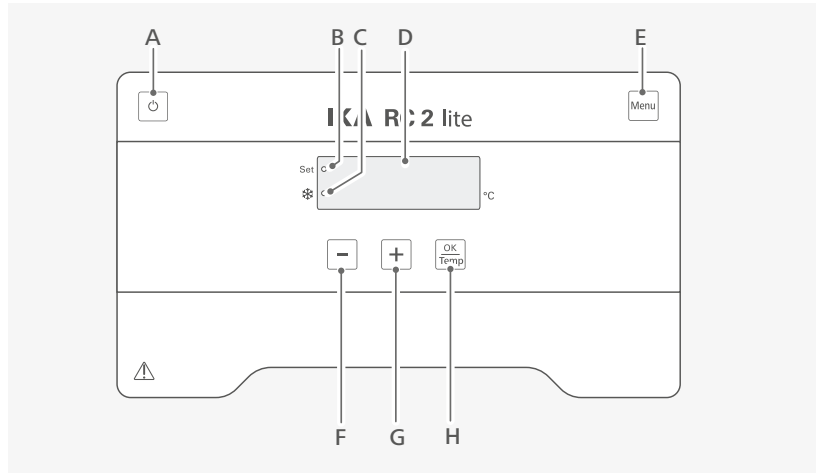 A B C D E
Menu
IKA RC 2 lite
Set
°C
− + OK
Temp
F G H